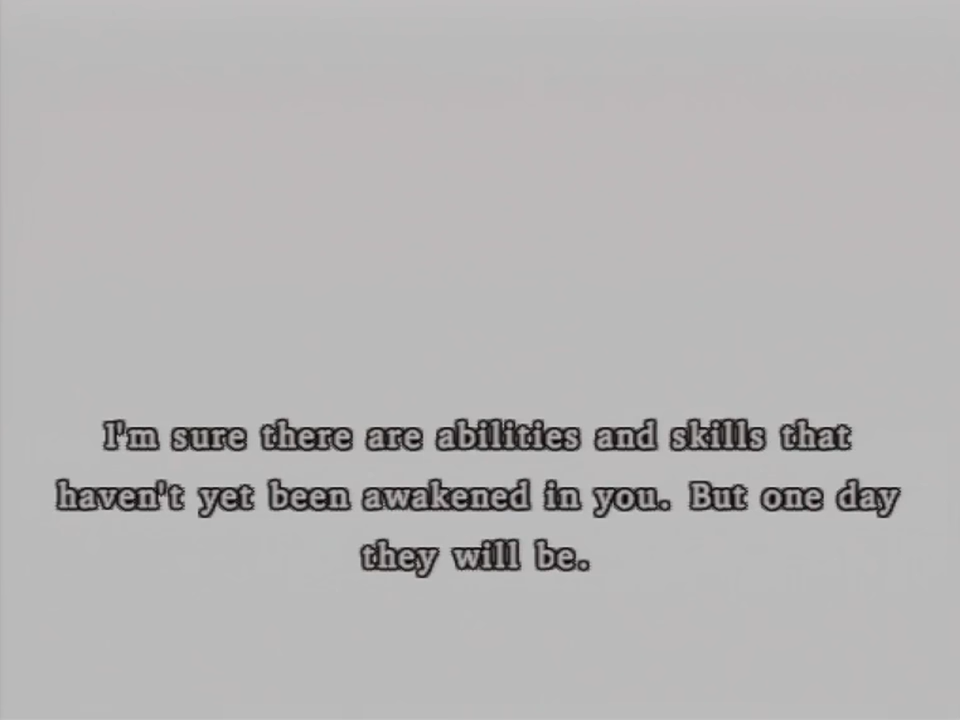 I'm sure there are abilities and skills that
haven't yet been awakened in you. But one day
they will be.